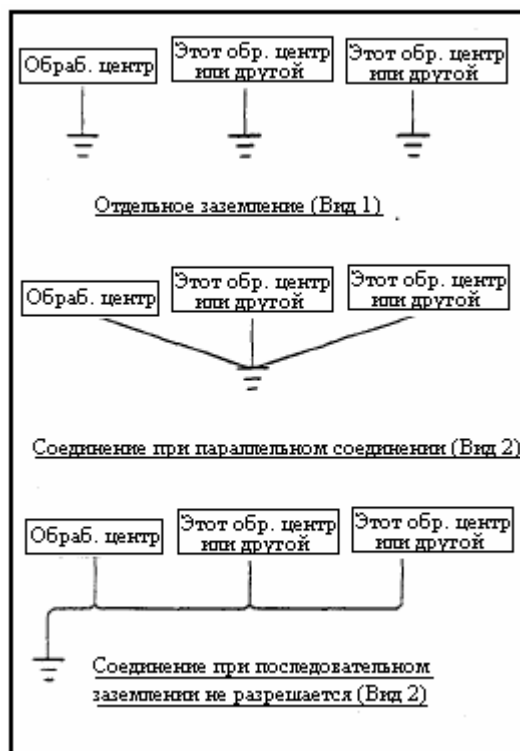 Обраб. центр
Этот обр. центр
или другой
Этот обр. центр
или другой
Отдельное заземление (Вид 1)
Обраб. центр
Этот обр. центр
или другой
Этот обр. центр
или другой
Соединение при параллельном соединении (Вид 2)
Обраб. центр
Этот обр. центр
или другой
Этот обр. центр
или другой
Соединение при последовательном
заземлении не разрешается (Вид 2)